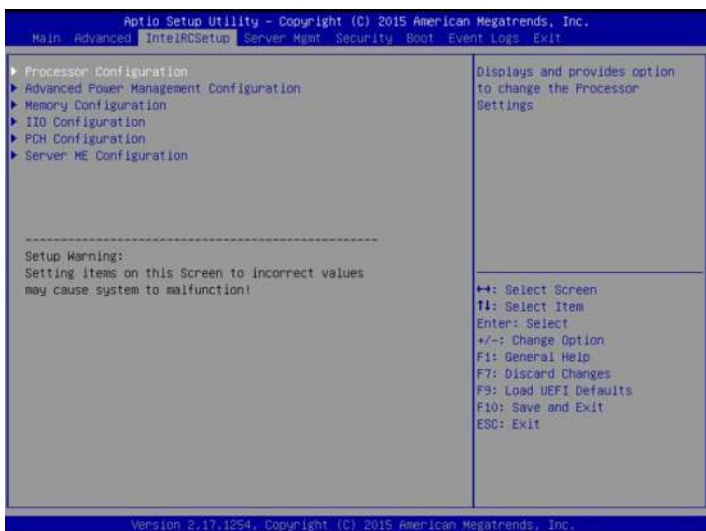 Aptio Setup Utility - Copyright (C) 2015 American Megatrends, Inc.
Main Advanced IntelRCSetup Server Mgmt Security Boot Event Logs Exit
Processor Configuration
Advanced Power Management Configuration
Memory Configuration
IIO Configuration
PCH Configuration
Server ME Configuration
------------------------------------------------
Setup Warning:
Setting items on this Screen to incorrect values
may cause system to malfunction!
Displays and provides option
to change the Processor
Settings
↔: Select Screen
↑↓: Select Item
Enter: Select
+/-: Change Option
F1: General Help
F7: Discard Changes
F9: Load UEFI Defaults
F10: Save and Exit
ESC: Exit
Version 2.17.1254. Copyright (C) 2015 American Megatrends, Inc.